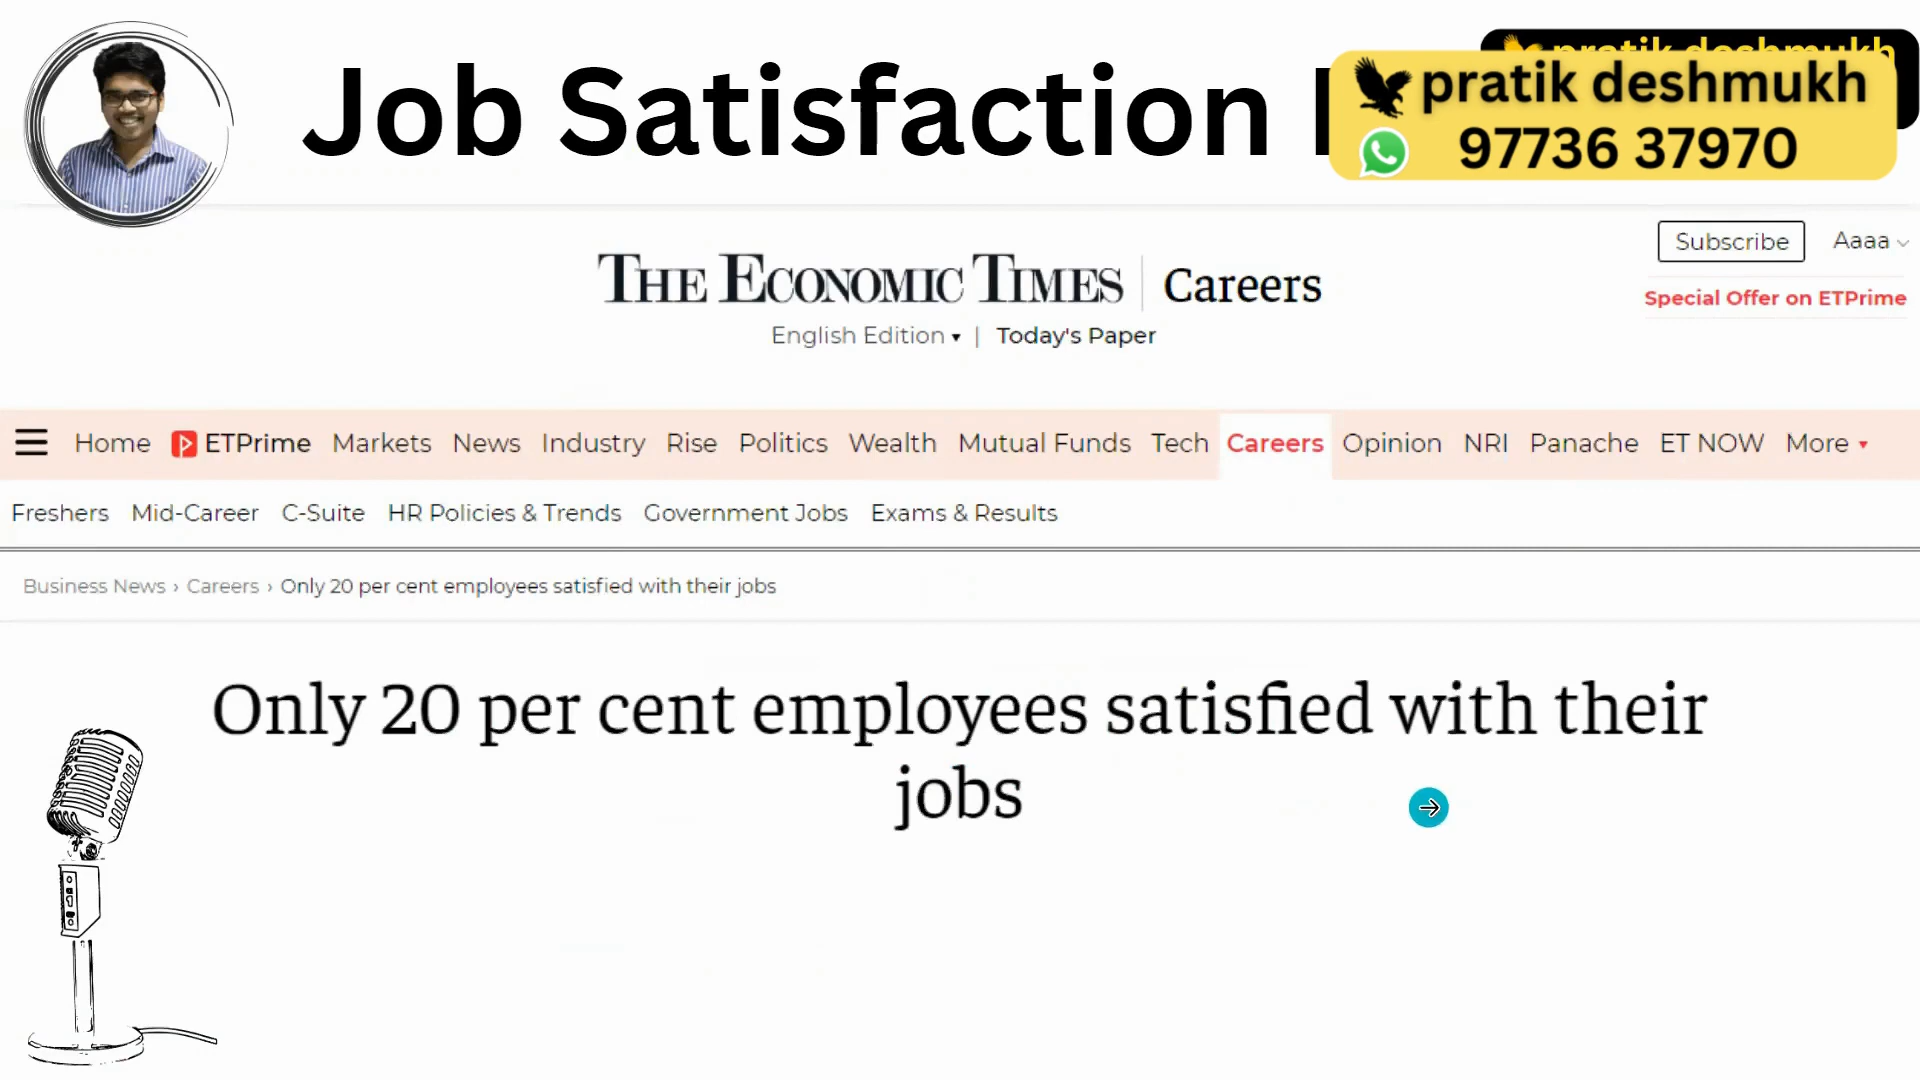 Job Satisfaction
pratik deshmukh
pratik deshmukh
97736 37970
Subscribe Aaaa
THE ECONOMIC TIMES | Careers
Special Offer on ETPrime
English Edition ▾ | Today's Paper
Home ETPrime Markets News Industry Rise Politics Wealth Mutual Funds Tech Careers Opinion NRI Panache ET NOW More ▾
Freshers Mid-Career C-Suite HR Policies & Trends Government Jobs Exams & Results
Business News › Careers › Only 20 per cent employees satisfied with their jobs
Only 20 per cent employees satisfied with their
jobs